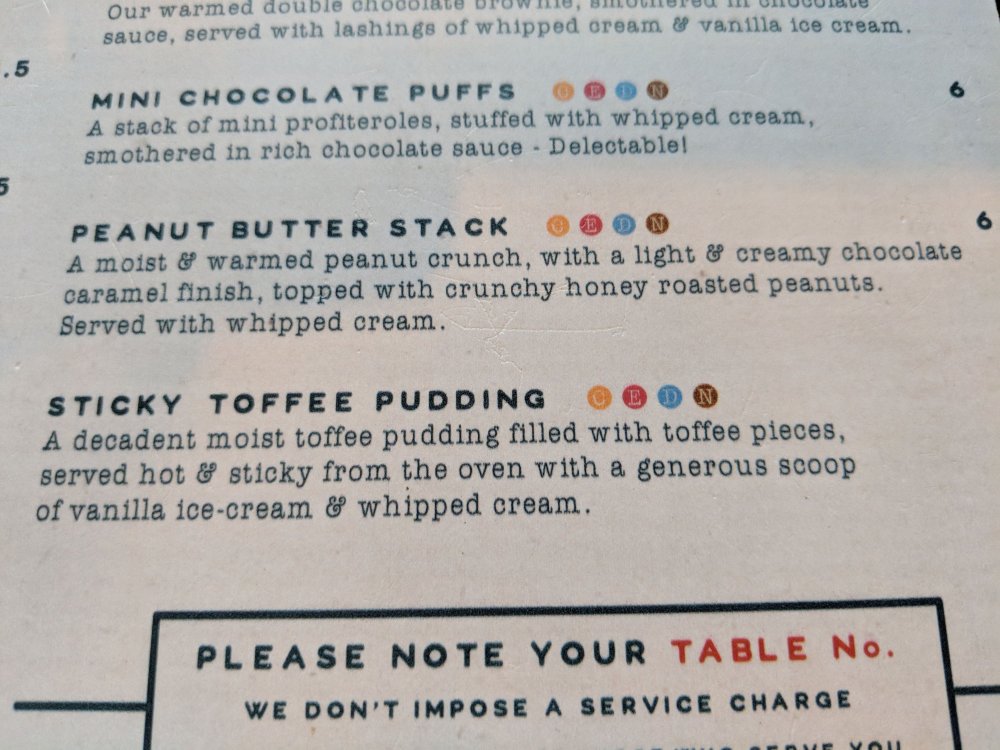 Our warmed double chocolate brownie, smothered in chocolate
sauce, served with lashings of whipped cream & vanilla ice cream.
.5
MINI CHOCOLATE PUFFS G E D N 6
A stack of mini profiteroles, stuffed with whipped cream,
smothered in rich chocolate sauce - Delectable!
5
PEANUT BUTTER STACK G E D N 6
A moist & warmed peanut crunch, with a light & creamy chocolate
caramel finish, topped with crunchy honey roasted peanuts.
Served with whipped cream.
STICKY TOFFEE PUDDING G E D N
A decadent moist toffee pudding filled with toffee pieces,
served hot & sticky from the oven with a generous scoop
of vanilla ice-cream & whipped cream.
PLEASE NOTE YOUR TABLE No.
WE DON'T IMPOSE A SERVICE CHARGE
SERVE YOU